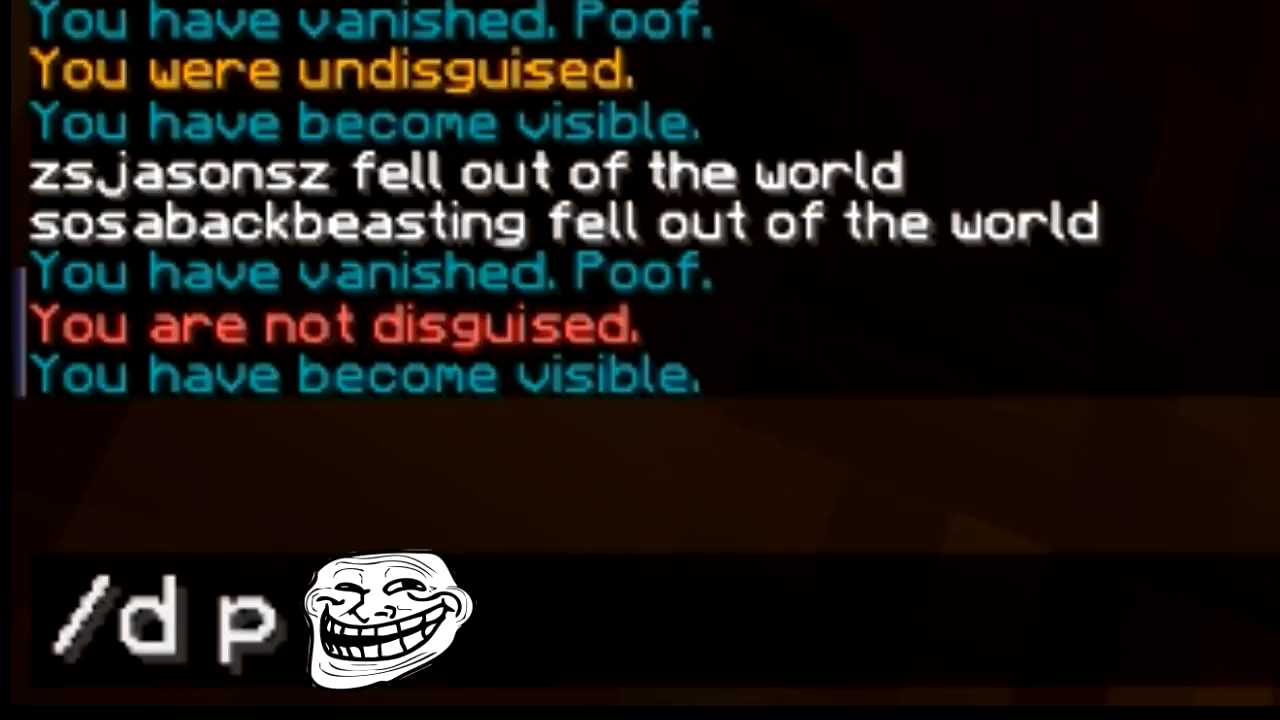 You have vanished. Poof.
You were undisguised.
You have become visible.
zsjasonsz fell out of the world
sosabackbeasting fell out of the world
You have vanished. Poof.
You are not disguised.
You have become visible.
/d p